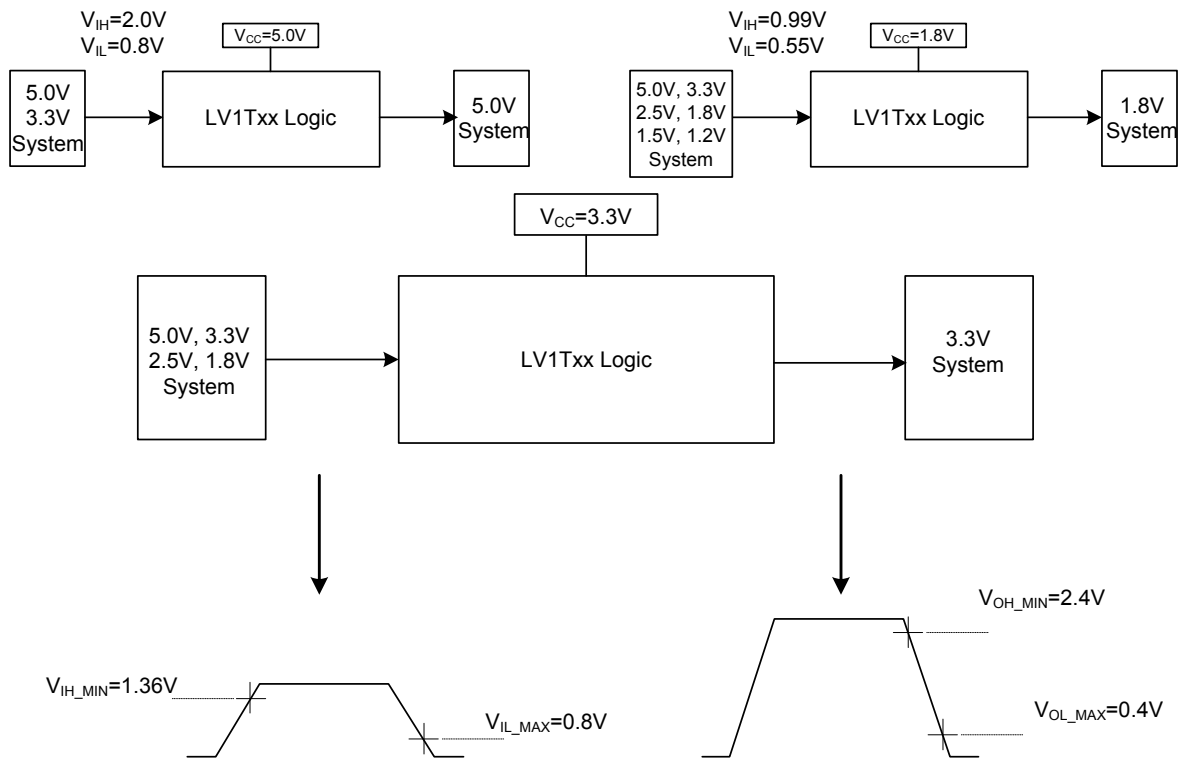 VIH=2.0V
VIL=0.8V
VCC=5.0V
5.0V
3.3V
System
LV1Txx Logic
5.0V
System
VIH=0.99V
VIL=0.55V
VCC=1.8V
5.0V, 3.3V
2.5V, 1.8V
1.5V, 1.2V
System
LV1Txx Logic
1.8V
System
VCC=3.3V
5.0V, 3.3V
2.5V, 1.8V
System
LV1Txx Logic
3.3V
System
VOH_MIN=2.4V
VIH_MIN=1.36V
VIL_MAX=0.8V
VOL_MAX=0.4V